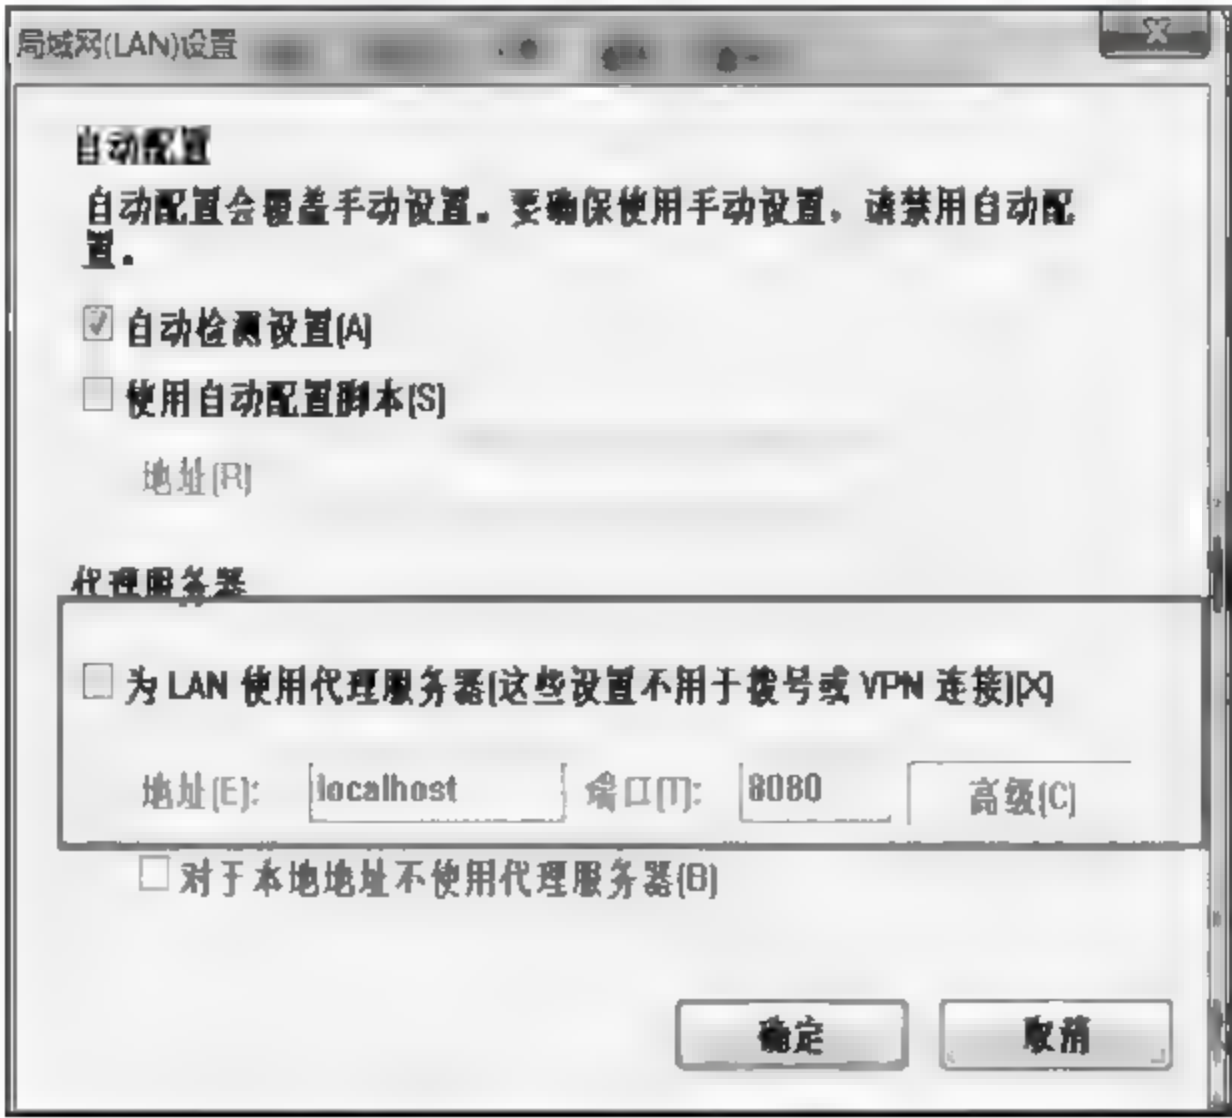 局域网(LAN)设置
自动配置
自动配置会覆盖手动设置。要确保使用手动设置，请禁用自动配
置。
自动检测设置(A)
使用自动配置脚本(S)
地址(R)
代理服务器
为 LAN 使用代理服务器(这些设置不用于拨号或 VPN 连接)(X)
地址(E): localhost 端口(T): 8080 高级(C)
对于本地地址不使用代理服务器(B)
确定 取消